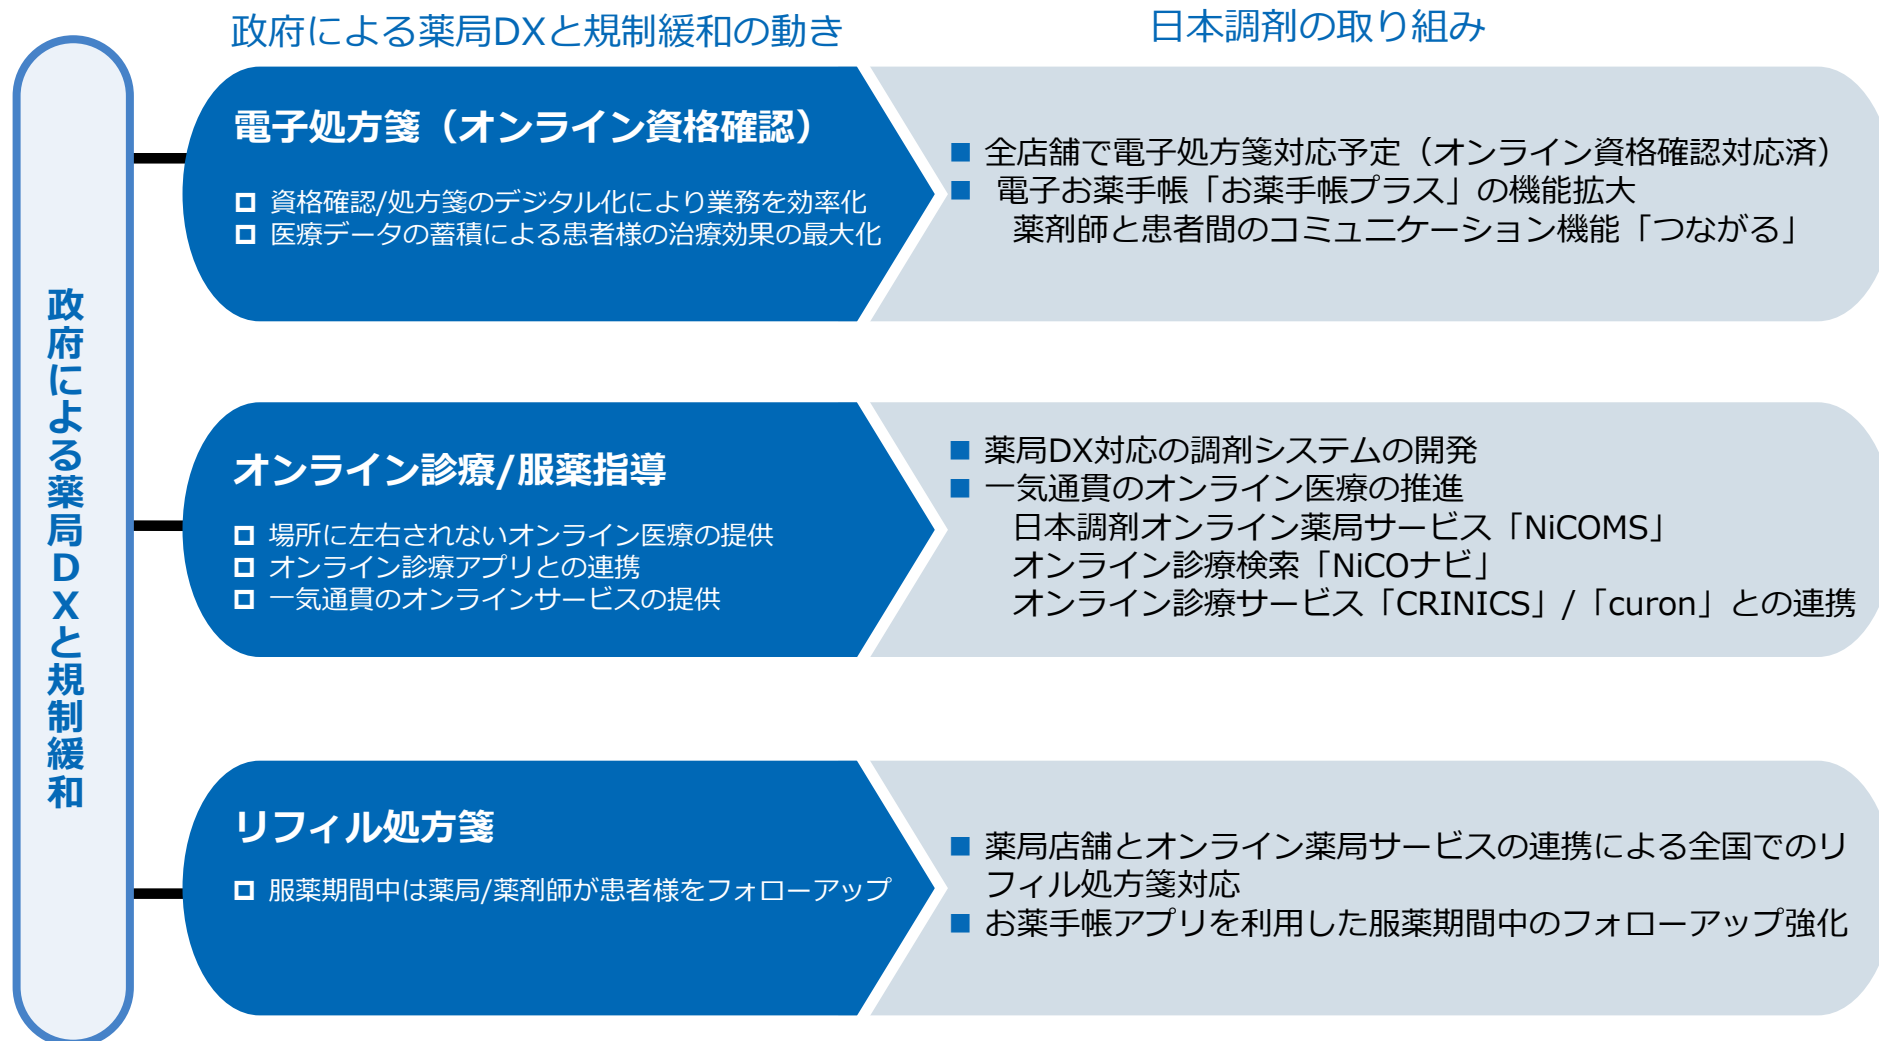 政府による薬局DXと規制緩和の動き
日本調剤の取り組み
政府による薬局DXと規制緩和
電子処方箋（オンライン資格確認）
資格確認/処方箋のデジタル化により業務を効率化
医療データの蓄積による患者様の治療効果の最大化
全店舗で電子処方箋対応予定（オンライン資格確認対応済）
電子お薬手帳「お薬手帳プラス」の機能拡大
薬剤師と患者間のコミュニケーション機能「つながる」
オンライン診療/服薬指導
場所に左右されないオンライン医療の提供
オンライン診療アプリとの連携
一気通貫のオンラインサービスの提供
薬局DX対応の調剤システムの開発
一気通貫のオンライン医療の推進
日本調剤オンライン薬局サービス「NiCOMS」
オンライン診療検索「NiCOナビ」
オンライン診療サービス「CRINICS」/「curon」との連携
リフィル処方箋
服薬期間中は薬局/薬剤師が患者様をフォローアップ
薬局店舗とオンライン薬局サービスの連携による全国でのリ
フィル処方箋対応
お薬手帳アプリを利用した服薬期間中のフォローアップ強化